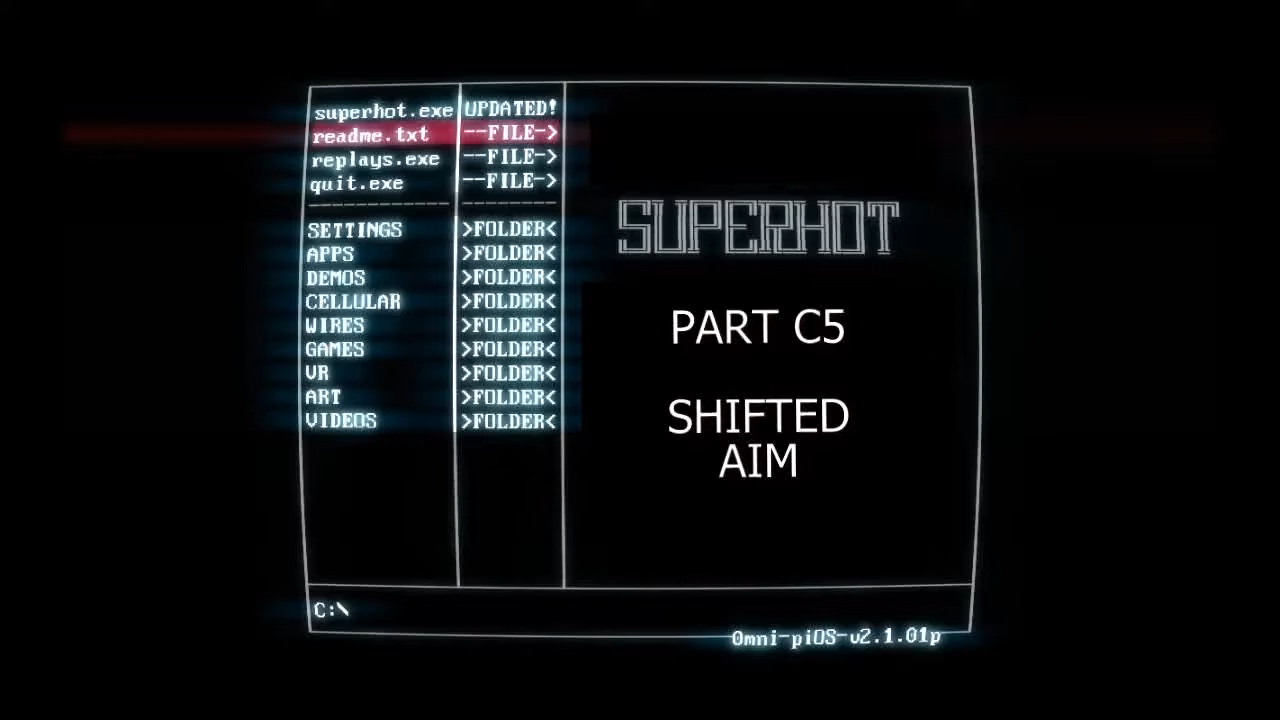 superhot.exe UPDATED!
readme.txt --FILE->
replays.exe --FILE->
quit.exe --FILE->
------------ --------
SETTINGS >FOLDER<
APPS >FOLDER<
DEMOS >FOLDER<
CELLULAR >FOLDER<
WIRES >FOLDER<
GAMES >FOLDER<
VR >FOLDER<
ART >FOLDER<
VIDEOS >FOLDER<
SUPERHOT
PART C5
SHIFTED
AIM
C:\
Omni-piOS-v2.1.01p